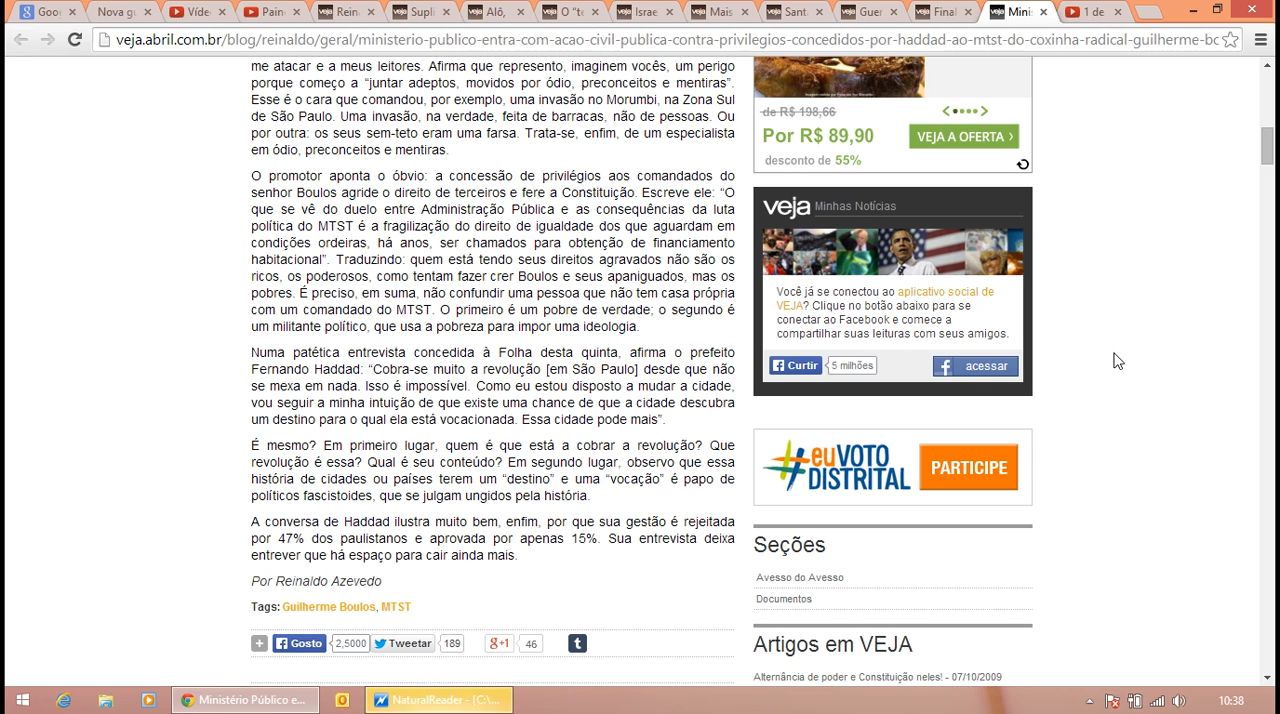 Goo
Nova gu
Víde
Pain
Rein
Supl
Alô,
O "te
Israe
Mais
Sant
Guer
Final
Mini
1 de
veja.abril.com.br/blog/reinaldo/geral/ministerio-publico-entra-com-acao-civil-publica-contra-privilegios-concedidos-por-haddad-ao-mtst-do-coxinha-radical-guilherme-bc
me atacar e a meus leitores. Afirma que represento, imaginem vocês, um perigo
porque começo a “juntar adeptos, movidos por ódio, preconceitos e mentiras”.
Esse é o cara que comandou, por exemplo, uma invasão no Morumbi, na Zona Sul
de São Paulo. Uma invasão, na verdade, feita de barracas, não de pessoas. Ou
por outra: os seus sem-teto eram uma farsa. Trata-se, enfim, de um especialista
em ódio, preconceitos e mentiras.
O promotor aponta o óbvio: a concessão de privilégios aos comandados do
senhor Boulos agride o direito de terceiros e fere a Constituição. Escreve ele: “O
que se vê do duelo entre Administração Pública e as consequências da luta
política do MTST é a fragilização do direito de igualdade dos que aguardam em
condições ordeiras, há anos, ser chamados para obtenção de financiamento
habitacional”. Traduzindo: quem está tendo seus direitos agravados não são os
ricos, os poderosos, como tentam fazer crer Boulos e seus apaniguados, mas os
pobres. É preciso, em suma, não confundir uma pessoa que não tem casa própria
com um comandado do MTST. O primeiro é um pobre de verdade; o segundo é
um militante político, que usa a pobreza para impor uma ideologia.
Numa patética entrevista concedida à Folha desta quinta, afirma o prefeito
Fernando Haddad: “Cobra-se muito a revolução [em São Paulo] desde que não
se mexa em nada. Isso é impossível. Como eu estou disposto a mudar a cidade,
vou seguir a minha intuição de que existe uma chance de que a cidade descubra
um destino para o qual ela está vocacionada. Essa cidade pode mais”.
É mesmo? Em primeiro lugar, quem é que está a cobrar a revolução? Que
revolução é essa? Qual é seu conteúdo? Em segundo lugar, observo que essa
história de cidades ou países terem um “destino” e uma “vocação” é papo de
políticos fascistoides, que se julgam ungidos pela história.
A conversa de Haddad ilustra muito bem, enfim, por que sua gestão é rejeitada
por 47% dos paulistanos e aprovada por apenas 15%. Sua entrevista deixa
entrever que há espaço para cair ainda mais.
Por Reinaldo Azevedo
Tags: Guilherme Boulos, MTST
Gosto 2,5000 Tweetar 189 g+1 46 t
de R$ 198,66
Por R$ 89,90 VEJA A OFERTA
desconto de 55%
veja Minhas Notícias
Você já se conectou ao aplicativo social de
VEJA? Clique no botão abaixo para se
conectar ao Facebook e comece a
compartilhar suas leituras com seus amigos.
Curtir 5 milhões acessar
#euVOTO DISTRITAL PARTICIPE
Seções
Avesso do Avesso
Documentos
Artigos em VEJA
Alternância de poder e Constituição neles! - 07/10/2009
Ministério Público e...
NaturalReader - [C:\...
10:38